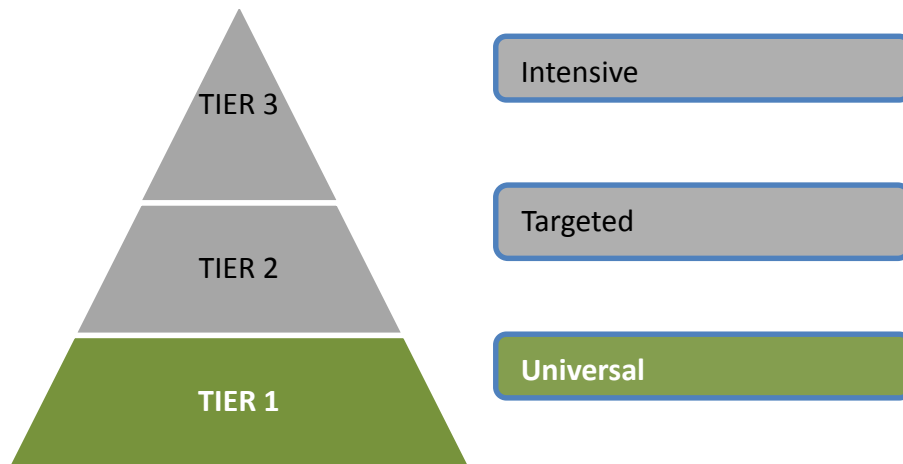 TIER 3
Intensive
TIER 2
Targeted
TIER 1
Universal